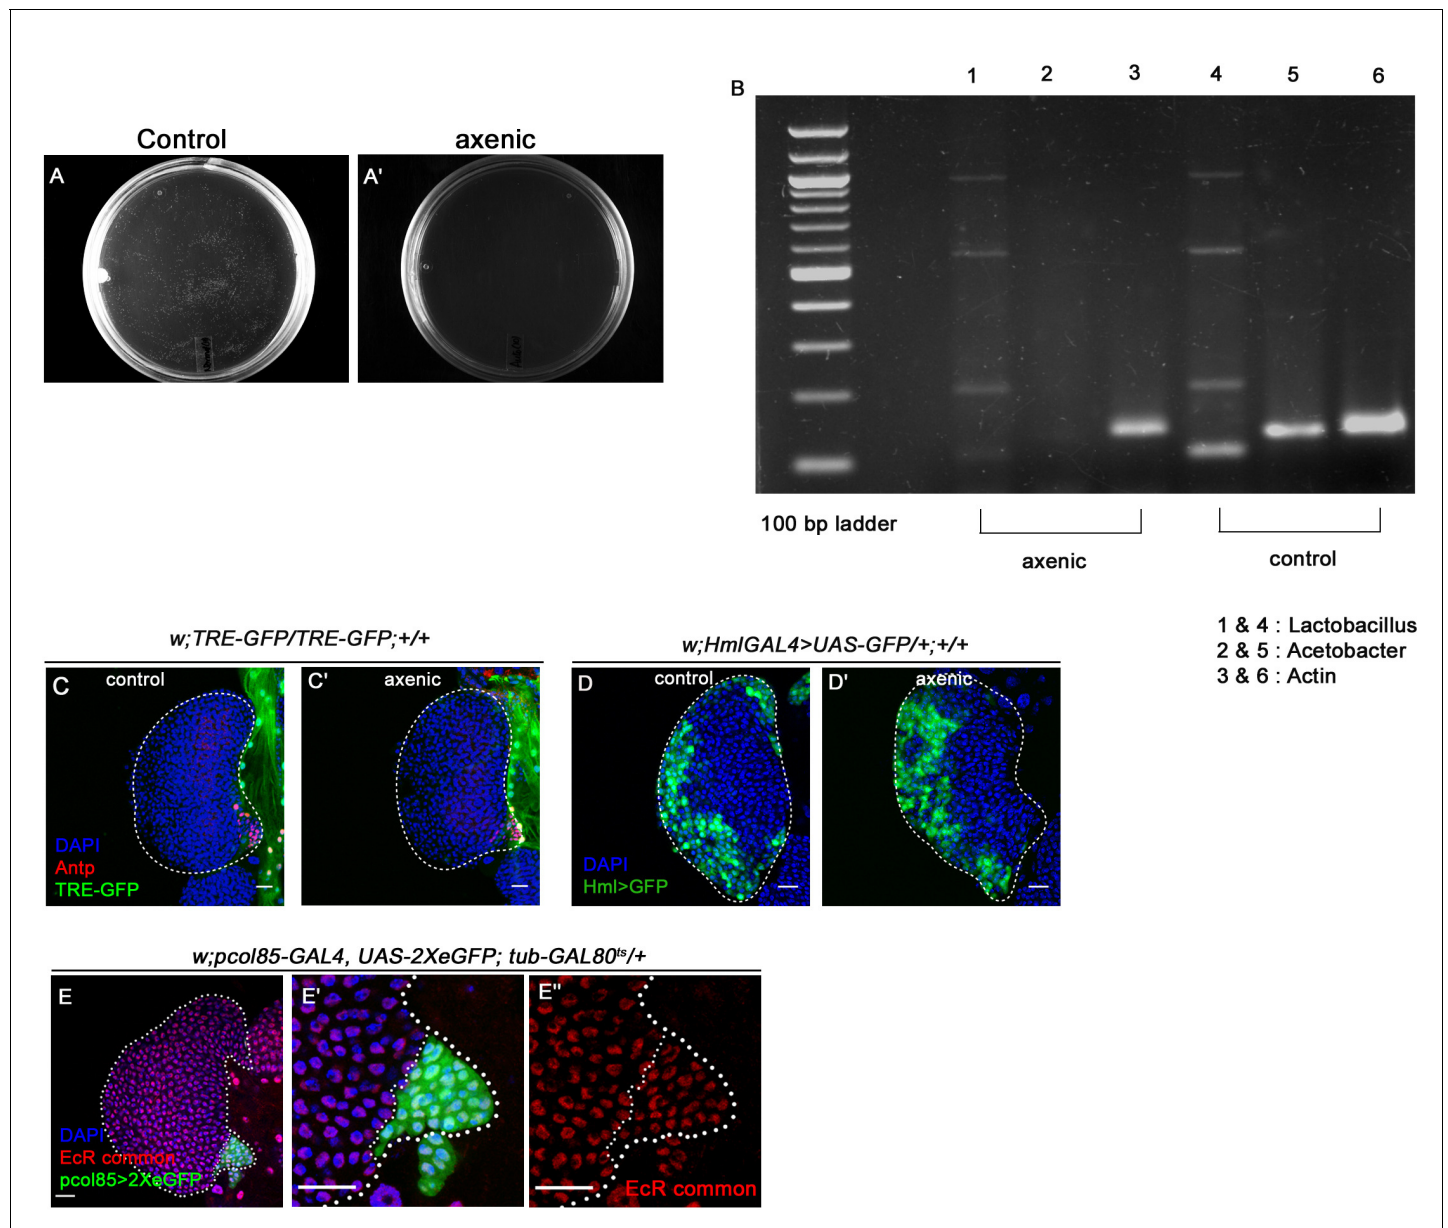 Control
axenic
A
A'
B
1 2 3 4 5 6
100 bp ladder
axenic
control
1 & 4 : Lactobacillus
2 & 5 : Acetobacter
3 & 6 : Actin
w;TRE-GFP/TRE-GFP;+/+
w;HmlGAL4>UAS-GFP/+;+/+
C
control
DAPI
Antp
TRE-GFP
C'
axenic
D
control
DAPI
Hml>GFP
D'
axenic
w;pcol85-GAL4, UAS-2XeGFP; tub-GAL80ts/+
E
DAPI
EcR common
pcol85>2XeGFP
E'
E"
EcR common